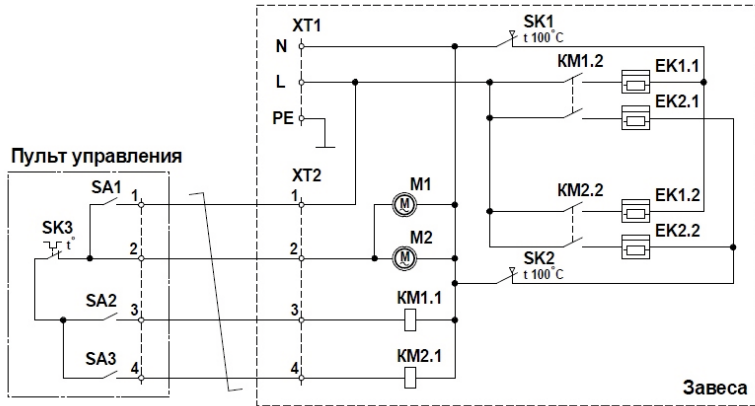 XT1
SK1
t 100°C
N
KM1.2
EK1.1
L
EK2.1
PE
Пульт управления
XT2
SA1
1
1
M1
M
KM2.2
EK1.2
SK3
t°
2
2
M2
M
EK2.2
SK2
t 100°C
SA2
3
3
KM1.1
SA3
4
4
KM2.1
Завеса